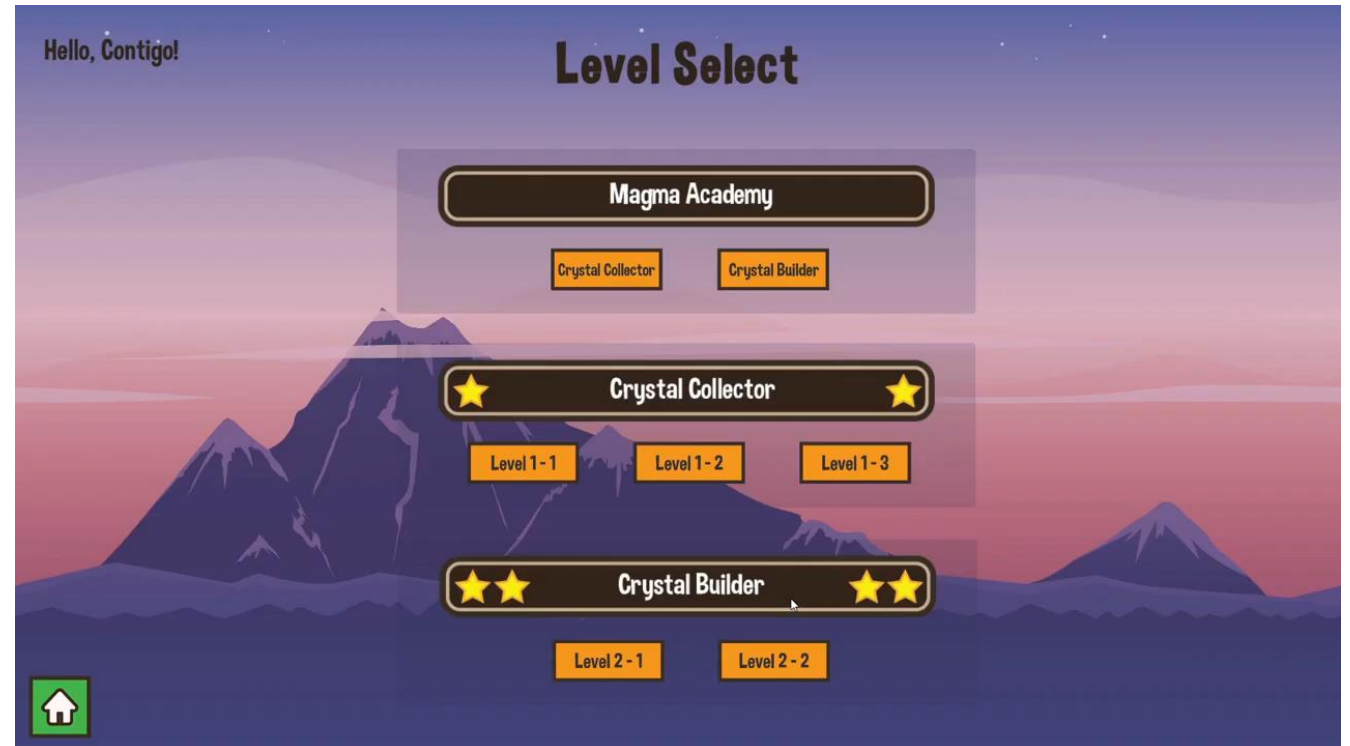 Hello, Contigo!
Level Select
Magma Academy
Crystal Collector
Crystal Builder
Crystal Collector
Level 1 - 1
Level 1 - 2
Level 1 - 3
Crystal Builder
Level 2 - 1
Level 2 - 2